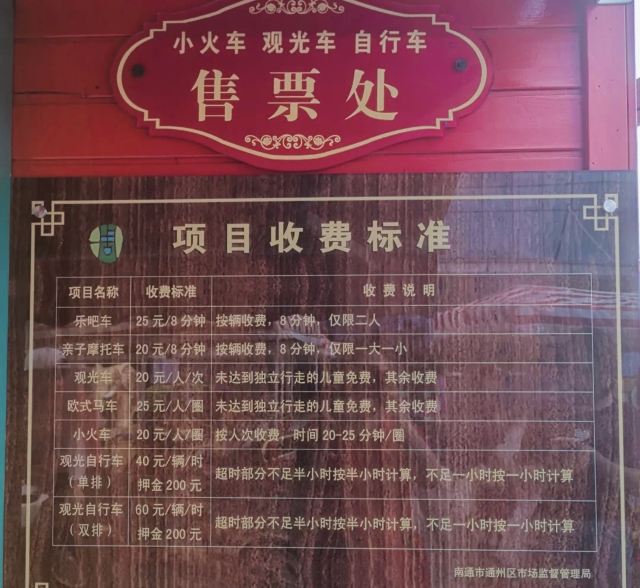 小火车 观光车 自行车
售票处
项目收费标准
项目名称 收费标准 收费说明
乐吧车 25元/8分钟 按辆收费，8分钟，仅限二人
亲子摩托车 20元/8分钟 按辆收费，8分钟，仅限一大一小
观光车 20元/人/次 未达到独立行走的儿童免费，其余收费
欧式马车 25元/人/圈 未达到独立行走的儿童免费，其余收费
小火车 20元/人/圈 按人次收费，时间20-25分钟/圈
观光自行车 40元/辆/时
（单排） 押金200元 超时部分不足半小时按半小时计算，不足一小时按一小时计算
观光自行车 60元/辆/时
（双排） 押金200元 超时部分不足半小时按半小时计算，不足一小时按一小时计算
南通市通州区市场监督管理局